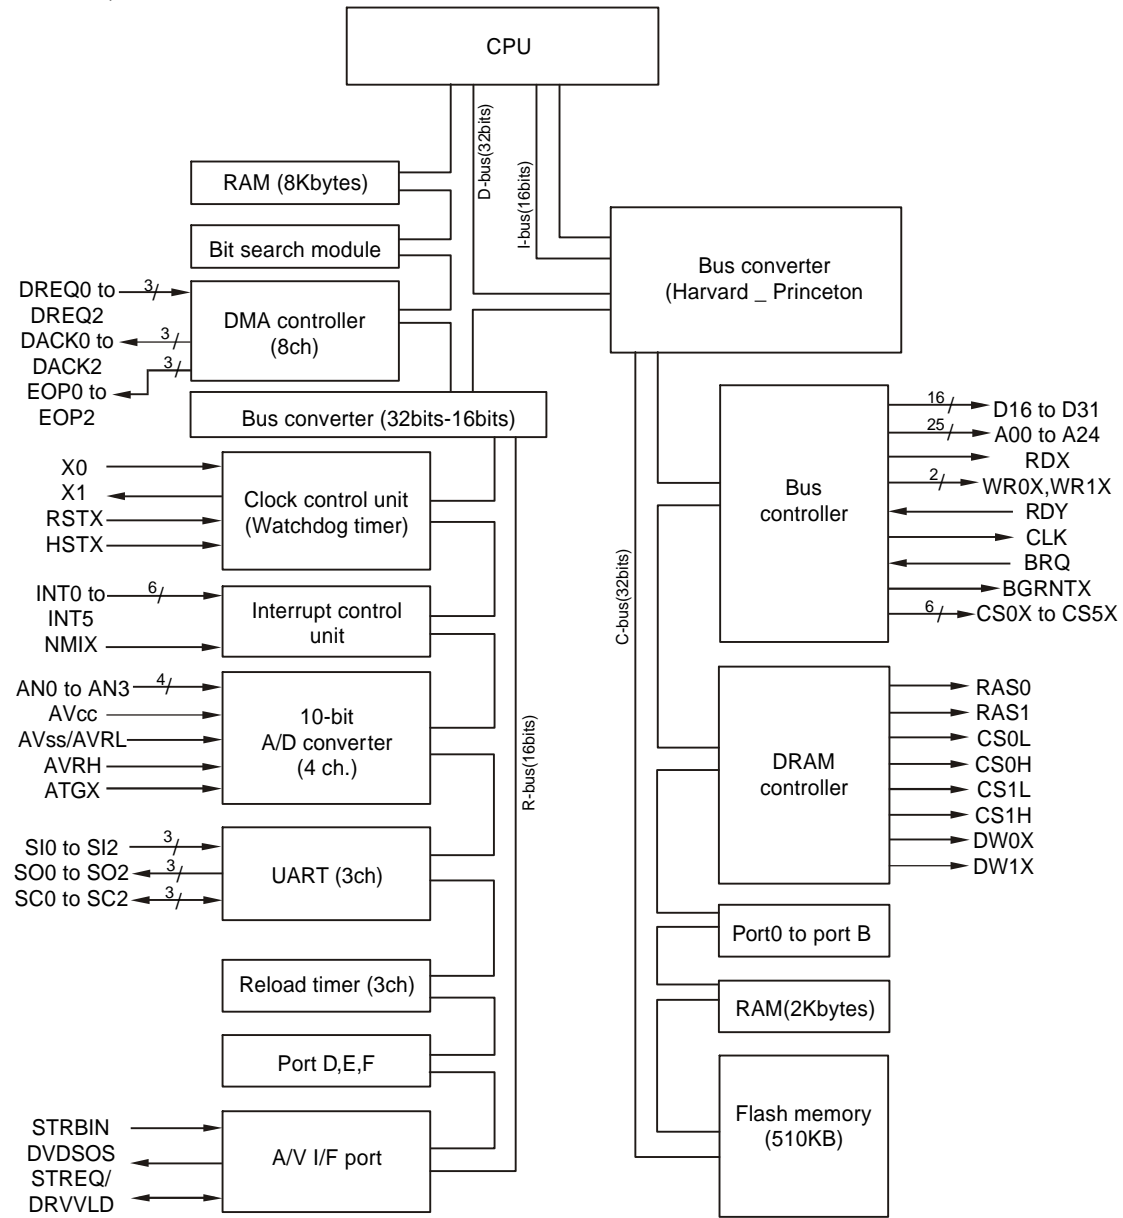 CPU
D-bus(32bits)
I-bus(16bits)
RAM (8Kbytes)
Bit search module
DREQ0 to
DREQ2
DACK0 to
DACK2
EOP0 to
EOP2
3
3
3
DMA controller
(8ch)
Bus converter
(Harvard _ Princeton
Bus converter (32bits-16bits)
X0
X1
RSTX
HSTX
Clock control unit
(Watchdog timer)
INT0 to
INT5
NMIX
6
Interrupt control
unit
AN0 to AN3
AVcc
AVss/AVRL
AVRH
ATGX
4
10-bit
A/D converter
(4 ch.)
SI0 to SI2
SO0 to SO2
SC0 to SC2
3
3
3
UART (3ch)
Reload timer (3ch)
Port D,E,F
STRBIN
DVDSOS
STREQ/
DRVVLD
A/V I/F port
R-bus(16bits)
C-bus(32bits)
Bus
controller
16
25
2
6
D16 to D31
A00 to A24
RDX
WR0X,WR1X
RDY
CLK
BRQ
BGRNTX
CS0X to CS5X
DRAM
controller
RAS0
RAS1
CS0L
CS0H
CS1L
CS1H
DW0X
DW1X
Port0 to port B
RAM(2Kbytes)
Flash memory
(510KB)